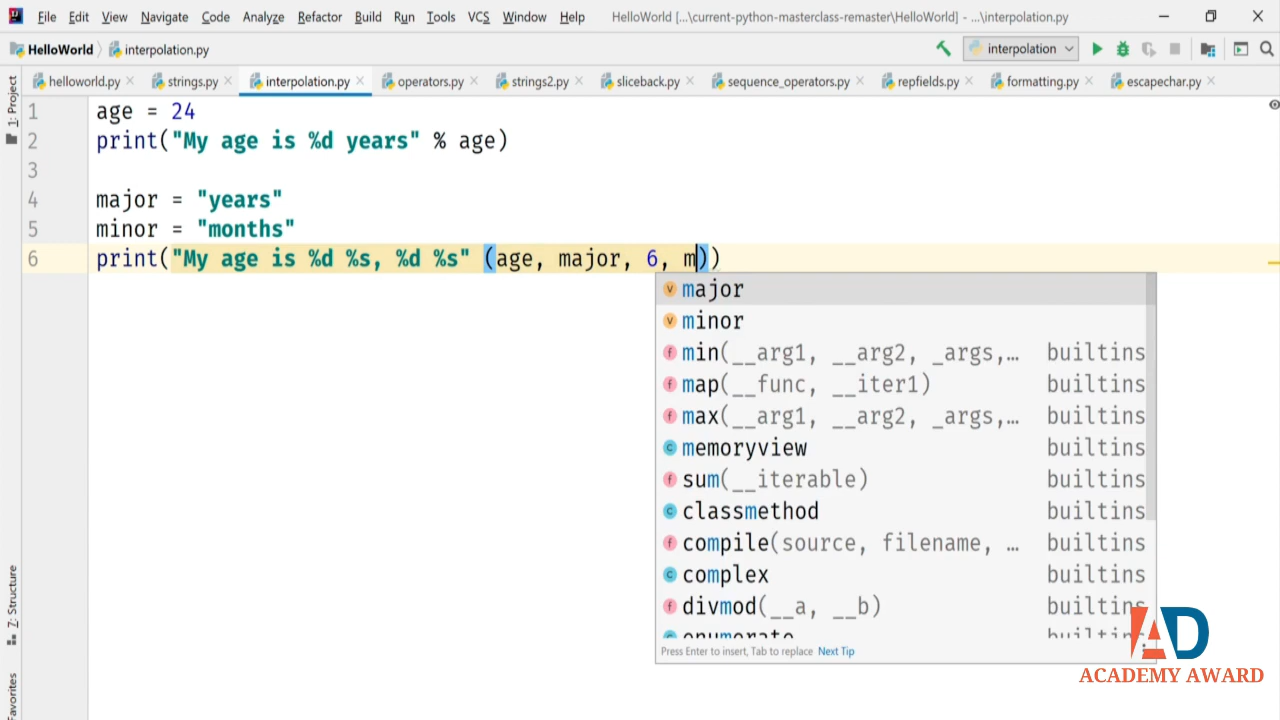 File Edit View Navigate Code Analyze Refactor Build Run Tools VCS Window Help HelloWorld [...\current-python-masterclass-remaster\HelloWorld] - ...\interpolation.py
HelloWorld interpolation.py interpolation
helloworld.py strings.py interpolation.py operators.py strings2.py sliceback.py sequence_operators.py repfields.py formatting.py escapechar.py
1: Project
1 age = 24
2 print("My age is %d years" % age)
3
4 major = "years"
5 minor = "months"
6 print("My age is %d %s, %d %s" (age, major, 6, m))
v major
v minor
f min(__arg1, __arg2, _args,… builtins
f map(__func, __iter1) builtins
f max(__arg1, __arg2, _args,… builtins
c memoryview builtins
f sum(__iterable) builtins
c classmethod builtins
f compile(source, filename, … builtins
c complex builtins
f divmod(__a, __b) builtins
enumerate builtins
Press Enter to insert, Tab to replace Next Tip
Z: Structure
Favorites
AD
ACADEMY AWARD